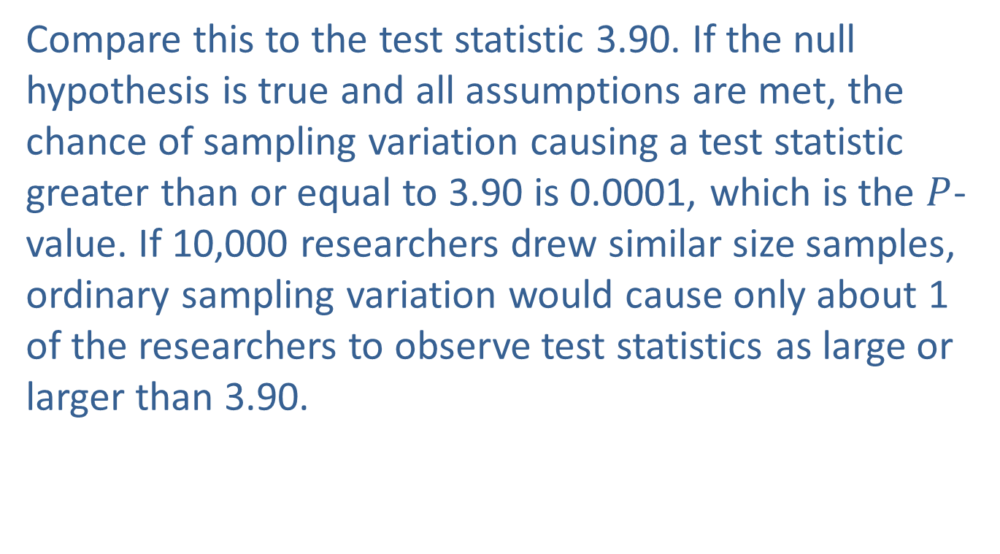 Compare this to the test statistic 3.90. If the null
hypothesis is true and all assumptions are met, the
chance of sampling variation causing a test statistic
greater than or equal to 3.90 is 0.0001, which is the P-
value. If 10,000 researchers drew similar size samples,
ordinary sampling variation would cause only about 1
of the researchers to observe test statistics as large or
larger than 3.90.